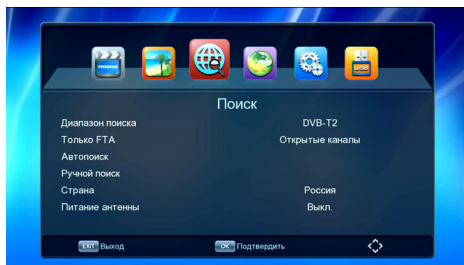 PROGRAM
USB
Поиск
Диапазон поиска DVB-T2
Только FTA Открытые каналы
Автопоиск
Ручной поиск
Страна Россия
Питание антенны Выкл.
EXIT Выход OK Подтвердить